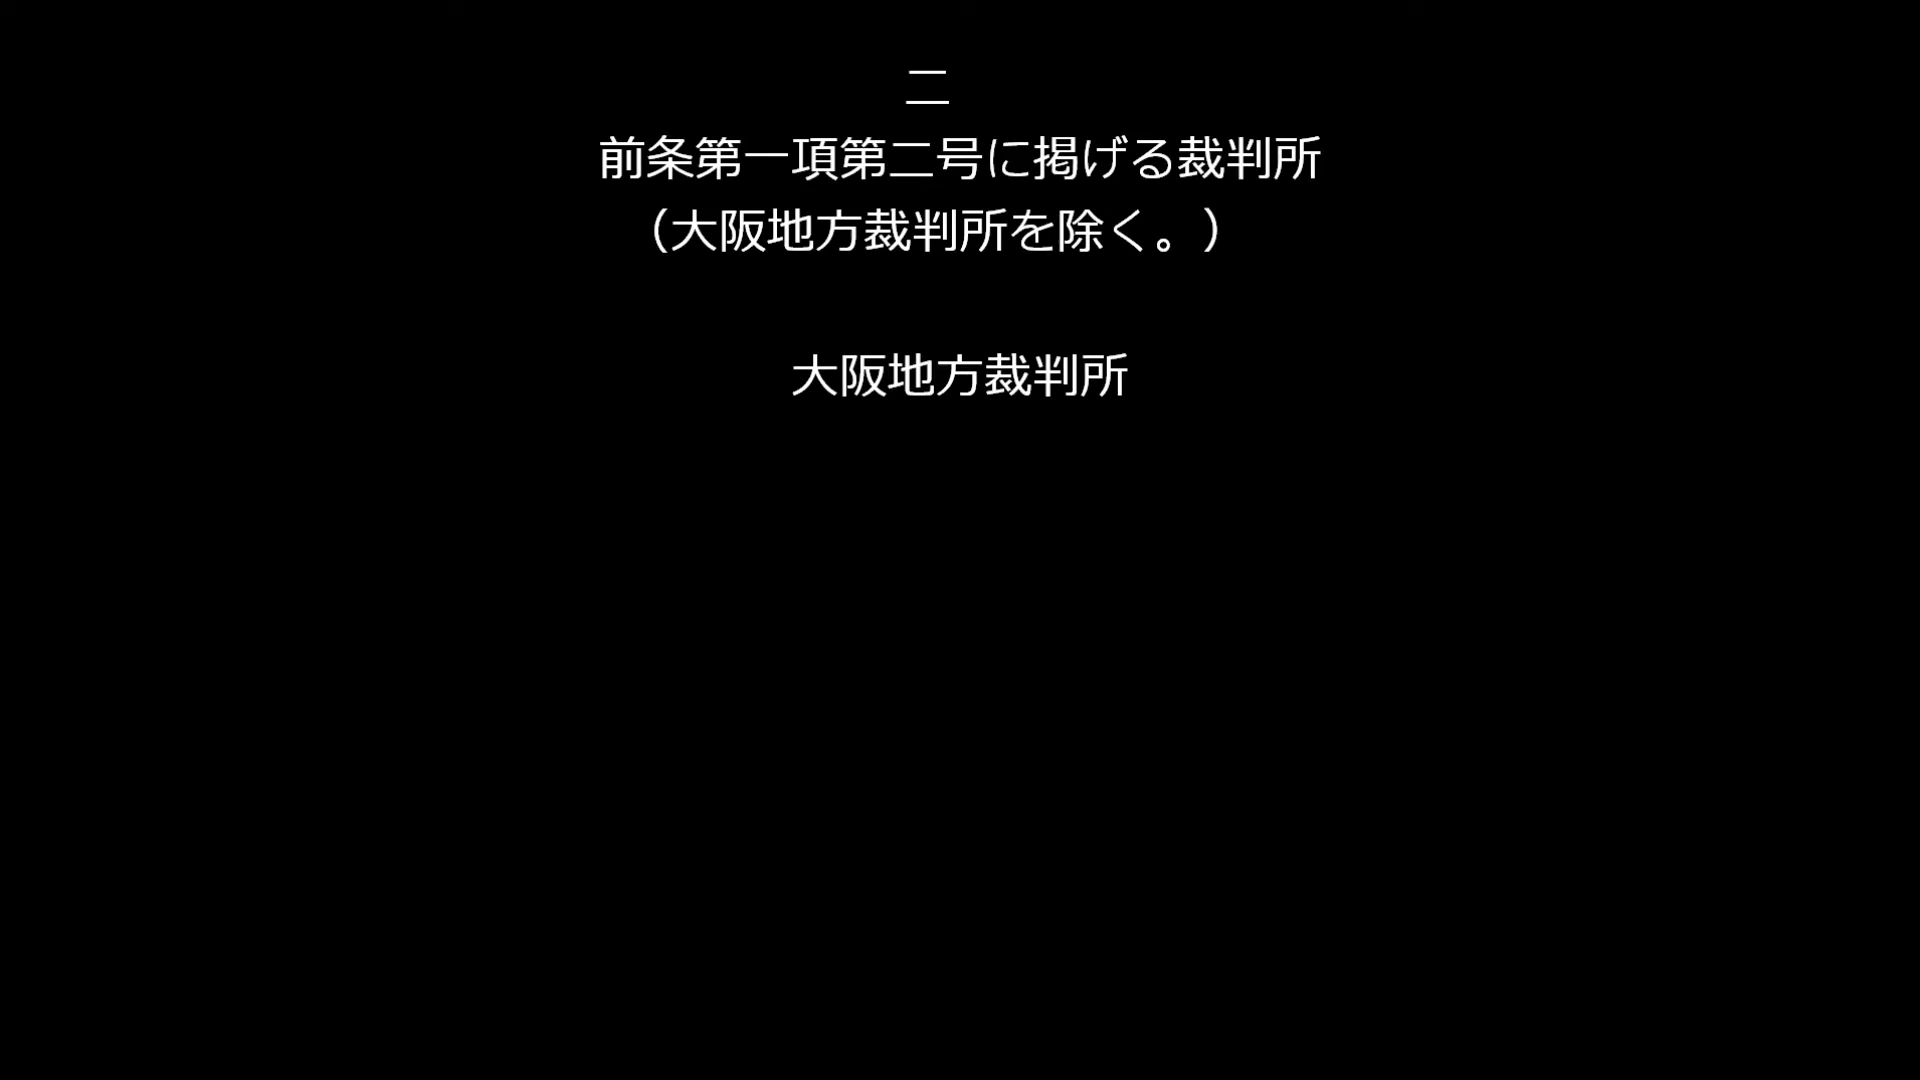 二
前条第一項第二号に掲げる裁判所
（大阪地方裁判所を除く。）
大阪地方裁判所